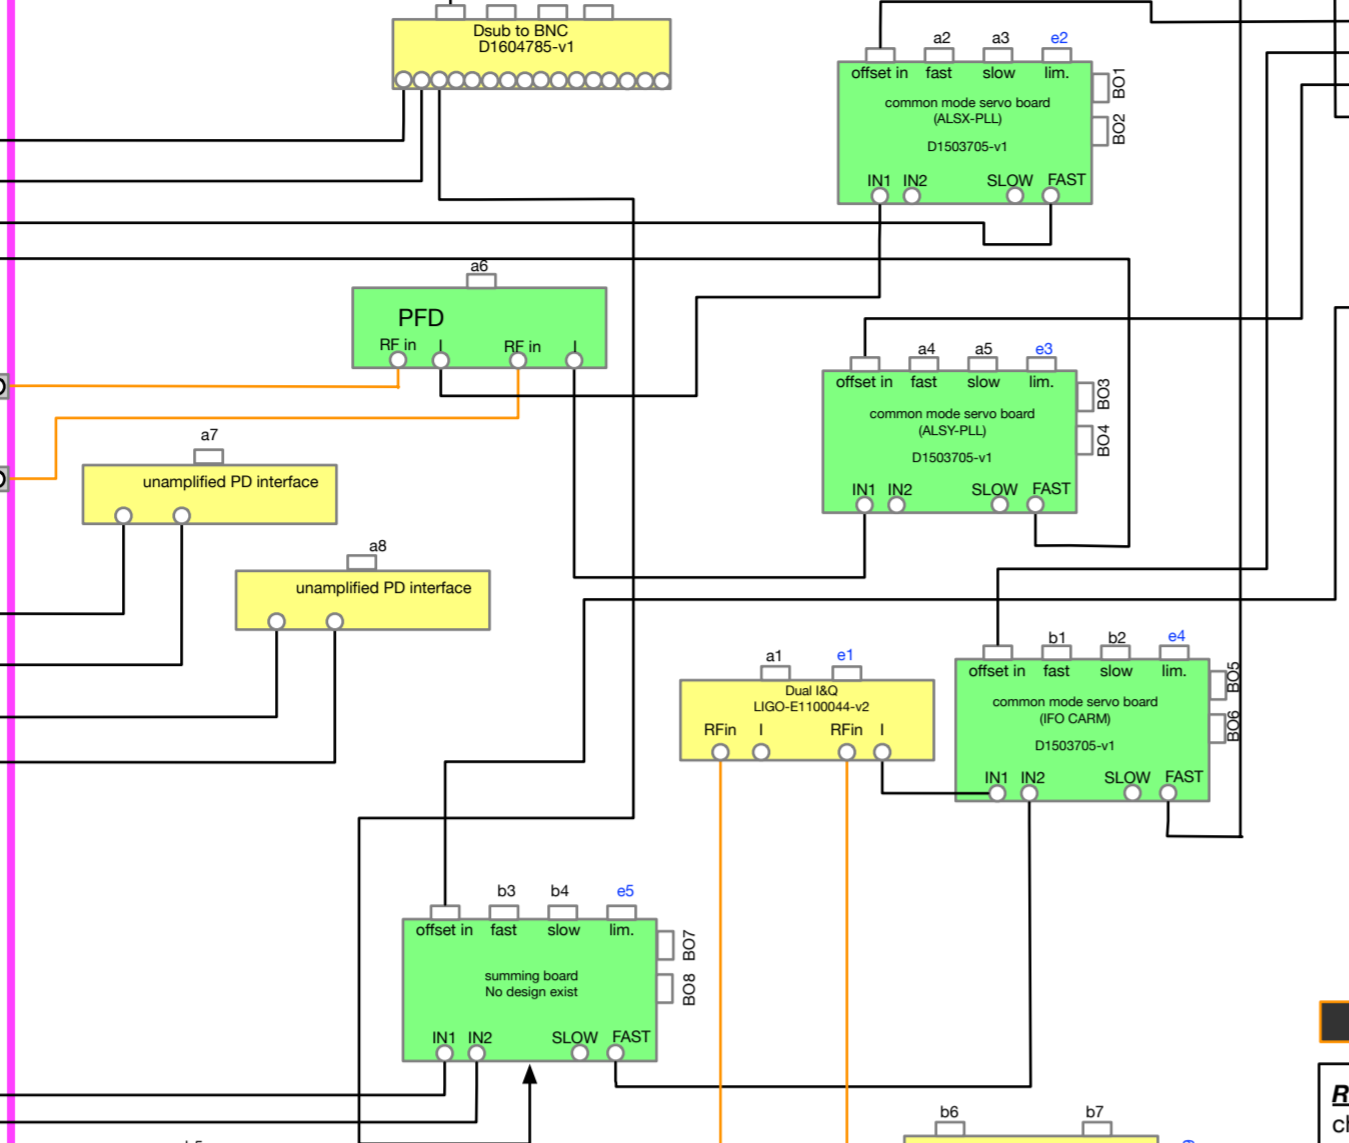 Dsub to BNC
D1604785-v1
a2 a3 e2
offset in fast slow lim.
BO1
BO2
common mode servo board
(ALSX-PLL)
D1503705-v1
IN1 IN2 SLOW FAST
a6
PFD
RF in I RF in I
a4 a5 e3
offset in fast slow lim.
BO3
BO4
common mode servo board
(ALSY-PLL)
D1503705-v1
IN1 IN2 SLOW FAST
a7
unamplified PD interface
a8
unamplified PD interface
a1 e1
Dual I&Q
LIGO-E1100044-v2
RFin I RFin I
b1 b2 e4
offset in fast slow lim.
BO5
BO6
common mode servo board
(IFO CARM)
D1503705-v1
IN1 IN2 SLOW FAST
b3 b4 e5
offset in fast slow lim.
BO7
BO8
summing board
No design exist
IN1 IN2 SLOW FAST
b6 b7
R
ch